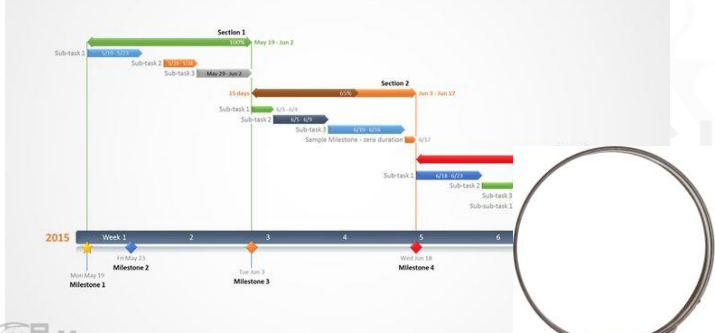 Section 1
100%
May 19 - Jun 2
Sub-task 1
5/19 - 5/23
Sub-task 2
5/26 - 5/28
Sub-task 3
May 29 - Jun 2
Section 2
15 days
65%
Jun 3 - Jun 17
Sub-task 1
6/3 - 6/4
Sub-task 2
6/5 - 6/9
Sub-task 3
6/10 - 6/16
Sample Milestone - zero duration
6/17
Sub-task 1
6/18 - 6/23
Sub-task 2
Sub-task 3
Sub-sub-task 1
2015
Week 1 2 3 4 5 6
Mon May 19
Milestone 1
Fri May 23
Milestone 2
Tue Jun 3
Milestone 3
Wed Jun 18
Milestone 4